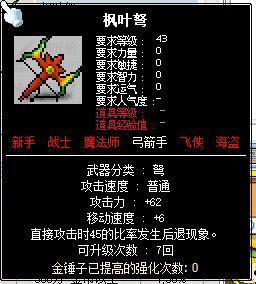 枫叶弩
要求等级: 43
要求力量: 0
要求敏捷: 0
要求智力: 0
要求运气: 0
要求人气度: -
道具等级: -
道具经验值: -
新手 战士 魔法师 弓箭手 飞侠 海盗
武器分类: 弩
攻击速度: 普通
攻击力: +62
移动速度: +6
直接攻击时45的比率发生后退现象。
可升级次数: 7回
金锤子已提高的强化次数: 0